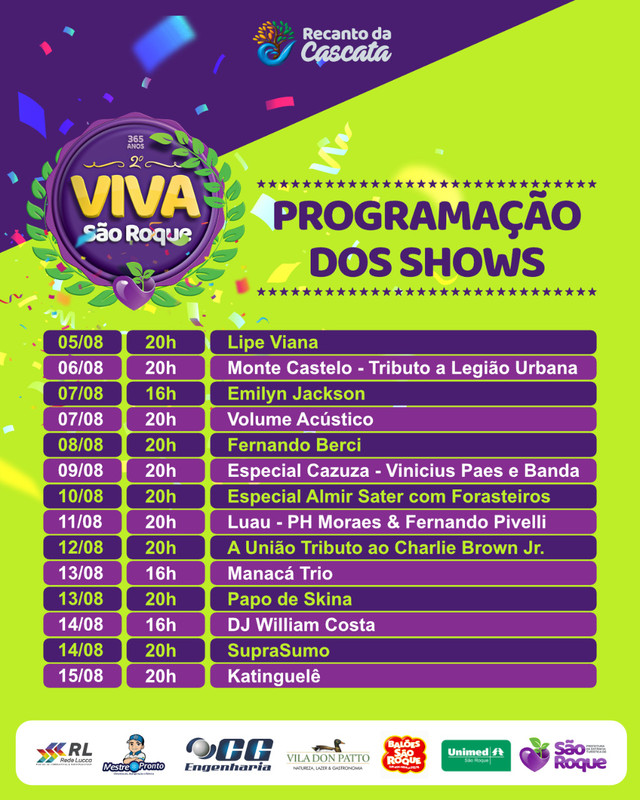 Recanto da
Cascata
365
ANOS
2º
VIVA
São Roque
PROGRAMAÇÃO
DOS SHOWS
05/08 20h Lipe Viana
06/08 20h Monte Castelo - Tributo a Legião Urbana
07/08 16h Emilyn Jackson
07/08 20h Volume Acústico
08/08 20h Fernando Berci
09/08 20h Especial Cazuza - Vinicius Paes e Banda
10/08 20h Especial Almir Sater com Forasteiros
11/08 20h Luau - PH Moraes & Fernando Pivelli
12/08 20h A União Tributo ao Charlie Brown Jr.
13/08 16h Manacá Trio
13/08 20h Papo de Skina
14/08 16h DJ William Costa
14/08 20h SupraSumo
15/08 20h Katinguelê
RL
Rede Lucca
Mestre Pronto
CG
Engenharia
VILA DON PATTO
NATUREZA, LAZER & GASTRONOMIA
BALÕES
SÃO
ROQUE
Unimed
São Roque
São
Roque